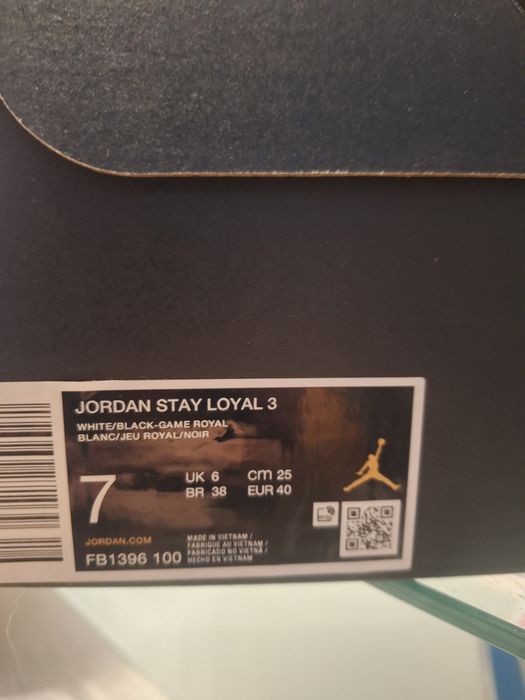 JORDAN STAY LOYAL 3
WHITE/BLACK-GAME ROYAL
BLANC/JEU ROYAL/NOIR
7
UK 6 cm 25
BR 38 EUR 40
JORDAN.COM
FB1396 100
MADE IN VIETNAM /
FABRIQUE AU VIETNAM /
FABRICADO NO VIETNÃ /
HECHO EN VIETNAM